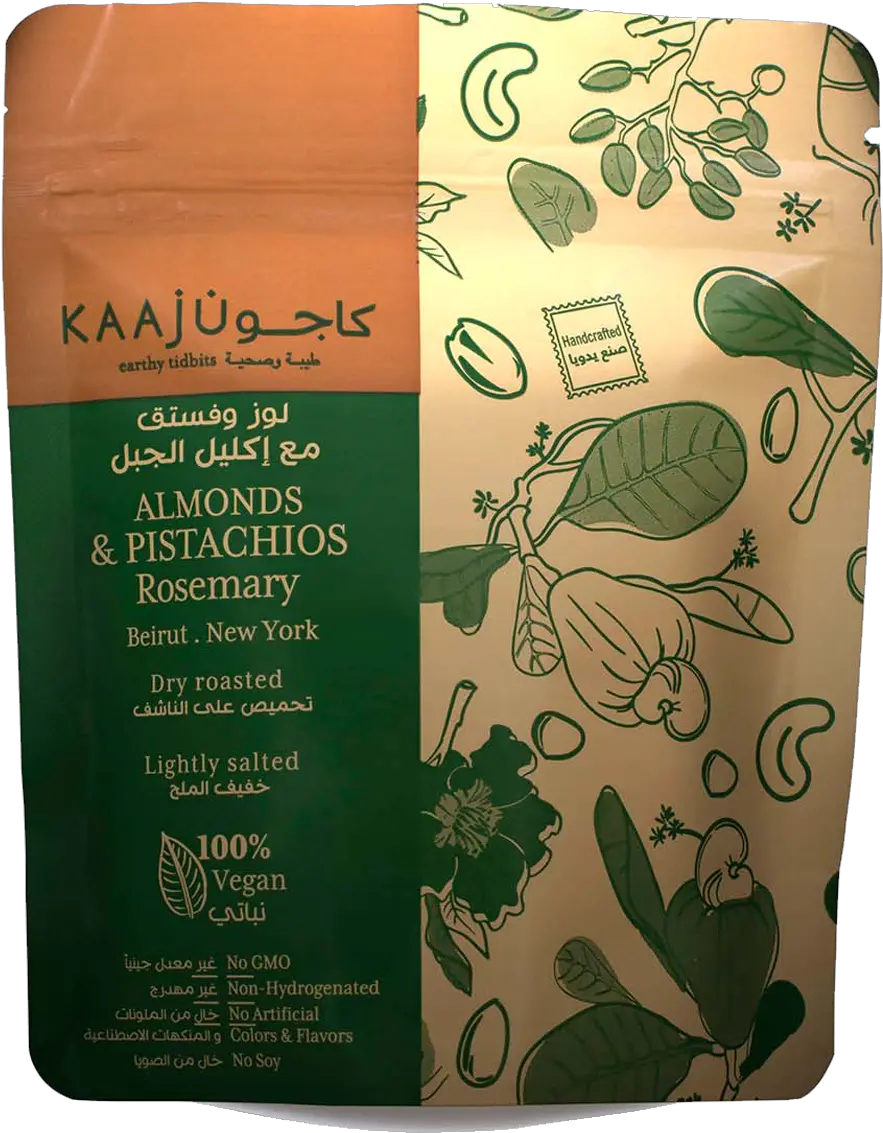 KAAJU كاجو
earthy tidbits طيبة وصحية
Handcrafted
صنع يدويا
لوز وفستق
مع إكليل الجبل
ALMONDS
& PISTACHIOS
Rosemary
Beirut . New York
Dry roasted
تحميص على الناشف
Lightly salted
خفيف الملح
100%
Vegan
نباتي
غير معدل جينياً No GMO
غير مهدرج Non-Hydrogenated
خال من الملونات No Artificial
و المنكهات الاصطناعية Colors & Flavors
خال من الصويا No Soy